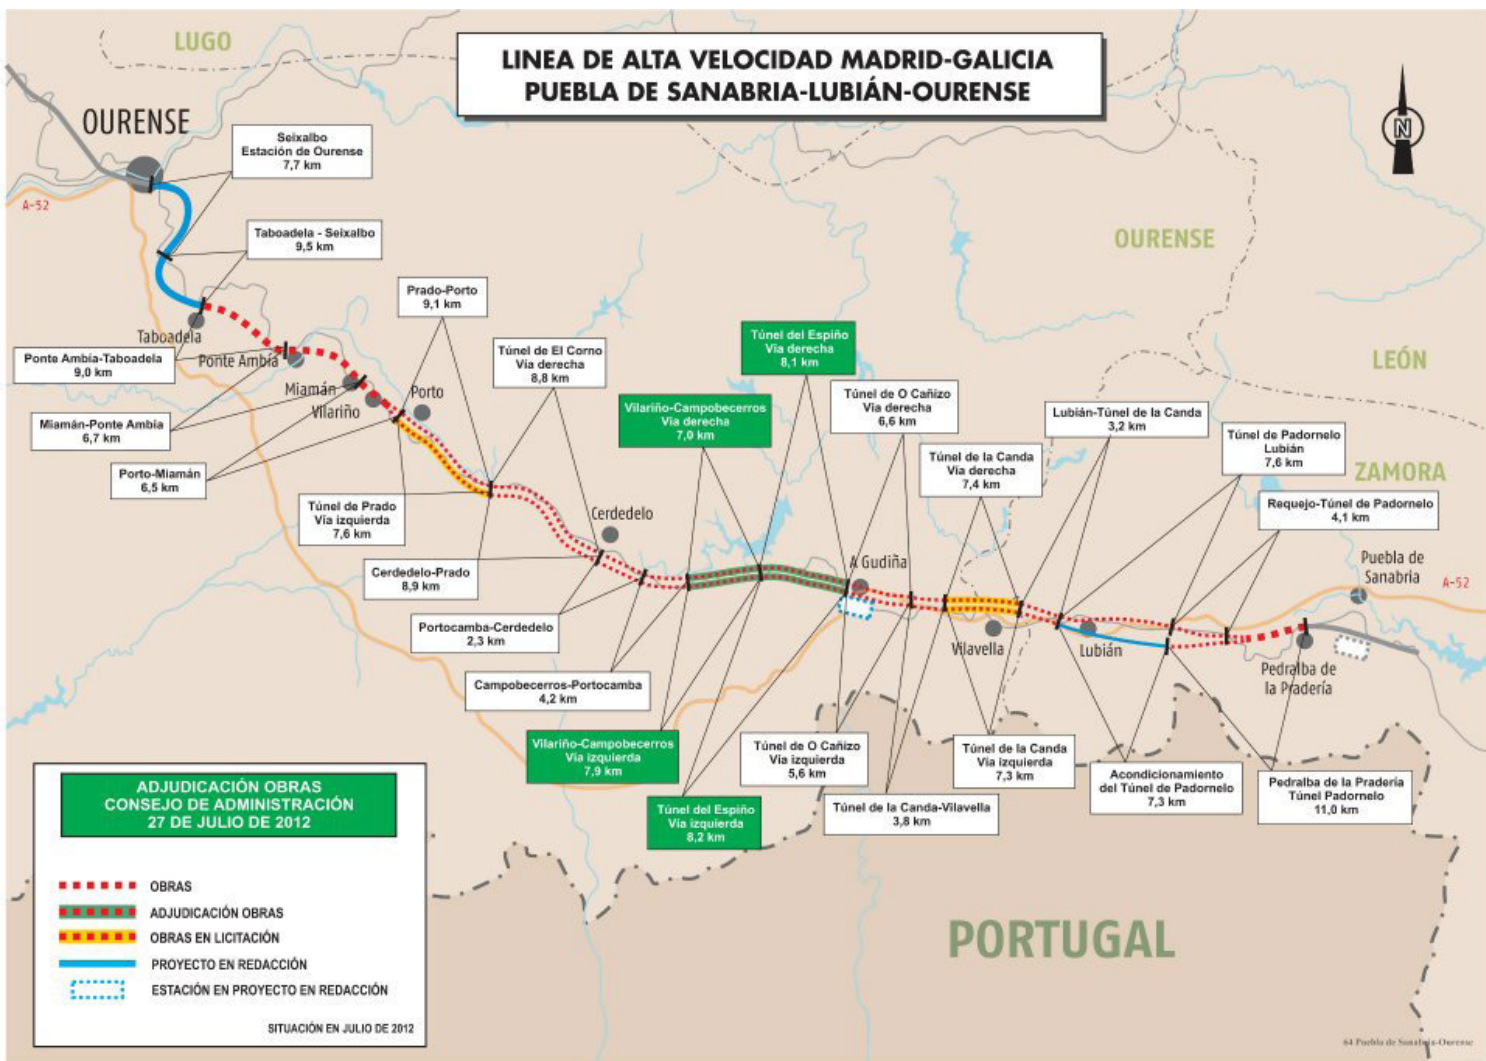 LINEA DE ALTA VELOCIDAD MADRID-GALICIA
PUEBLA DE SANABRIA-LUBIÁN-OURENSE
LUGO
OURENSE
N
A-52
Seixalbo
Estación de Ourense
7,7 km
Taboadela - Seixalbo
9,5 km
OURENSE
Prado-Porto
9,1 km
Taboadela
Ponte Ambía-Taboadela
9,0 km
Ponte Ambía
Túnel de El Corno
Vía derecha
8,8 km
Túnel del Espiño
Vía derecha
8,1 km
LEÓN
Miamán
Vilariño
Porto
Túnel de O Cañizo
Vía derecha
6,6 km
Vilariño-Campobecerros
Vía derecha
7,0 km
Lubián-Túnel de la Canda
3,2 km
Miamán-Ponte Ambía
6,7 km
Túnel de Padornelo
Lubián
7,6 km
Túnel de la Canda
Vía derecha
7,4 km
ZAMORA
Porto-Miamán
6,5 km
Túnel de Prado
Vía izquierda
7,6 km
Requejo-Túnel de Padornelo
4,1 km
Cerdedelo
A Gudiña
Puebla de
Sanabria
A-52
Cerdedelo-Prado
8,9 km
Portocamba-Cerdedelo
2,3 km
Vilavella
Lubián
Pedralba de
la Pradería
Campobecerros-Portocamba
4,2 km
Vilariño-Campobecerros
Vía izquierda
7,9 km
Túnel de O Cañizo
Vía izquierda
5,6 km
Túnel de la Canda
Vía izquierda
7,3 km
Acondicionamiento
del Túnel de Padornelo
7,3 km
Pedralba de la Pradería
Túnel Padornelo
11,0 km
Túnel del Espiño
Vía izquierda
8,2 km
Túnel de la Canda-Vilavella
3,8 km
ADJUDICACIÓN OBRAS
CONSEJO DE ADMINISTRACIÓN
27 DE JULIO DE 2012
OBRAS
ADJUDICACIÓN OBRAS
OBRAS EN LICITACIÓN
PROYECTO EN REDACCIÓN
ESTACIÓN EN PROYECTO EN REDACCIÓN
SITUACIÓN EN JULIO DE 2012
PORTUGAL
64 Puebla de Sanabria-Ourense